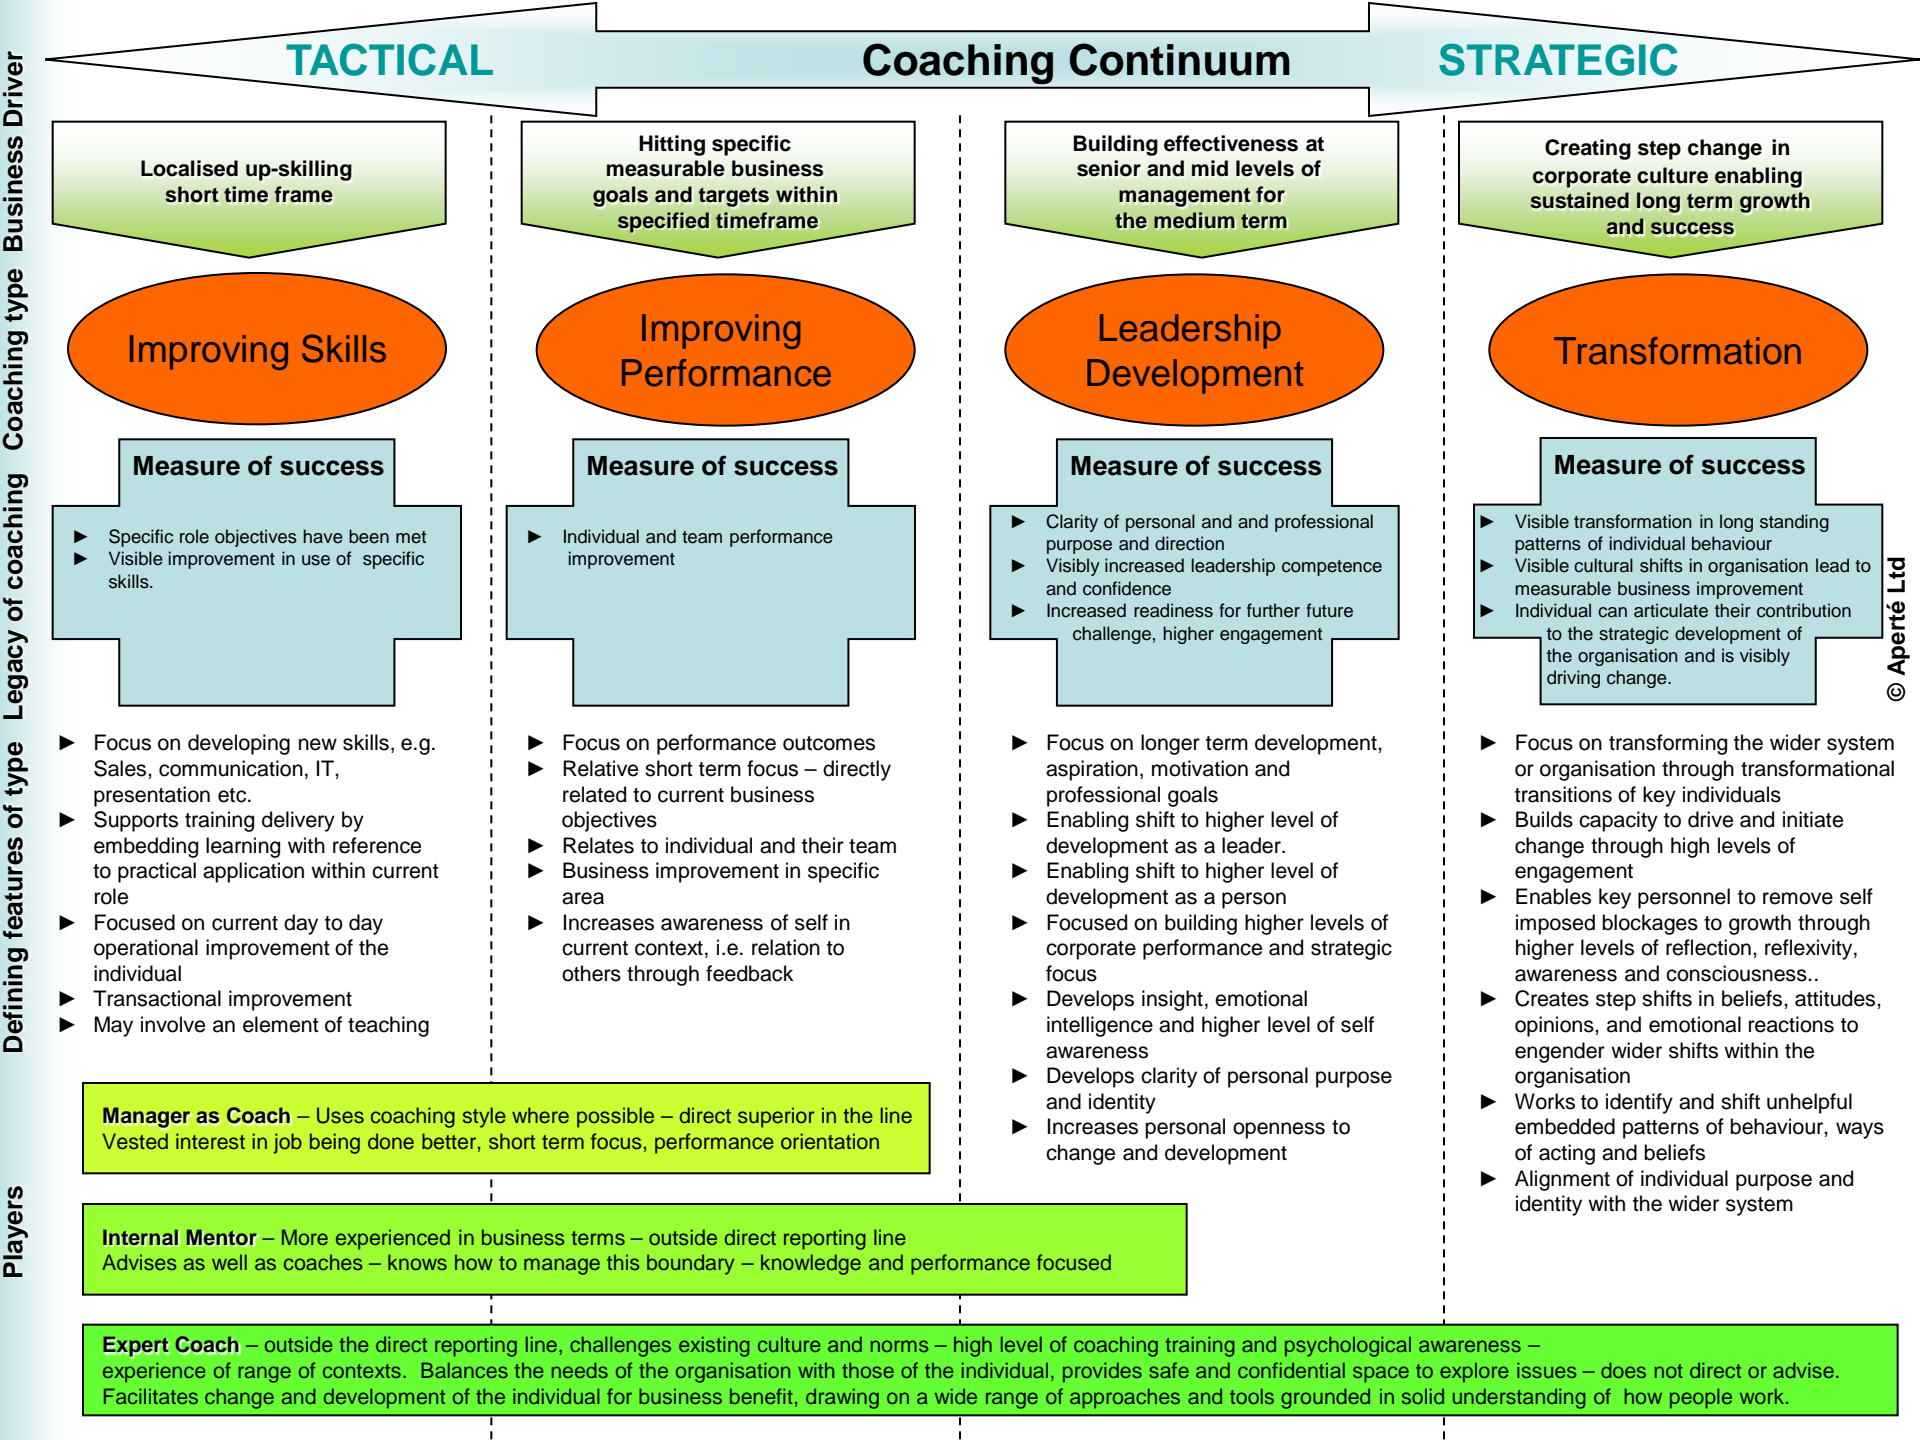 TACTICAL
Coaching Continuum
STRATEGIC
Business Driver
Localised up-skilling
short time frame
Hitting specific
measurable business
goals and targets within
specified timeframe
Building effectiveness at
senior and mid levels of
management for
the medium term
Creating step change in
corporate culture enabling
sustained long term growth
and success
Coaching type
Improving Skills
Improving
Performance
Leadership
Development
Transformation
Legacy of coaching
Measure of success
► Specific role objectives have been met
► Visible improvement in use of  specific
skills.
Measure of success
► Individual and team performance
improvement
Measure of success
► Clarity of personal and and professional
purpose and direction
► Visibly increased leadership competence
and confidence
► Increased readiness for further future
challenge, higher engagement
Measure of success
► Visible transformation in long standing
patterns of individual behaviour
► Visible cultural shifts in organisation lead to
measurable business improvement
► Individual can articulate their contribution
to the strategic development of
the organisation and is visibly
driving change.
© Aperté Ltd
Defining features of type
► Focus on developing new skills, e.g.
Sales, communication, IT,
presentation etc.
► Supports training delivery by
embedding learning with reference
to practical application within current
role
► Focused on current day to day
operational improvement of the
individual
► Transactional improvement
► May involve an element of teaching
► Focus on performance outcomes
► Relative short term focus – directly
related to current business
objectives
► Relates to individual and their team
► Business improvement in specific
area
► Increases awareness of self in
current context, i.e. relation to
others through feedback
► Focus on longer term development,
aspiration, motivation and
professional goals
► Enabling shift to higher level of
development as a leader.
► Enabling shift to higher level of
development as a person
► Focused on building higher levels of
corporate performance and strategic
focus
► Develops insight, emotional
intelligence and higher level of self
awareness
► Develops clarity of personal purpose
and identity
► Increases personal openness to
change and development
► Focus on transforming the wider system
or organisation through transformational
transitions of key individuals
► Builds capacity to drive and initiate
change through high levels of
engagement
► Enables key personnel to remove self
imposed blockages to growth through
higher levels of reflection, reflexivity,
awareness and consciousness..
► Creates step shifts in beliefs, attitudes,
opinions, and emotional reactions to
engender wider shifts within the
organisation
► Works to identify and shift unhelpful
embedded patterns of behaviour, ways
of acting and beliefs
► Alignment of individual purpose and
identity with the wider system
Players
Manager as Coach – Uses coaching style where possible – direct superior in the line
Vested interest in job being done better, short term focus, performance orientation
Internal Mentor – More experienced in business terms – outside direct reporting line
Advises as well as coaches – knows how to manage this boundary – knowledge and performance focused
Expert Coach – outside the direct reporting line, challenges existing culture and norms – high level of coaching training and psychological awareness –
experience of range of contexts.  Balances the needs of the organisation with those of the individual, provides safe and confidential space to explore issues – does not direct or advise.
Facilitates change and development of the individual for business benefit, drawing on a wide range of approaches and tools grounded in solid understanding of  how people work.